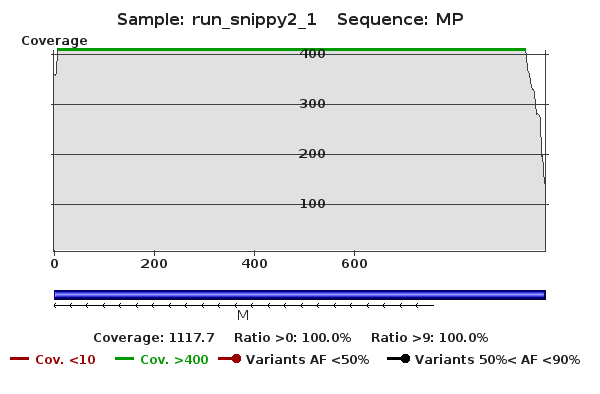 Sample: run_snippy2_1 Sequence: MP
Coverage
400
300
200
100
0 200 400 600
M
Coverage: 1117.7 Ratio >0: 100.0% Ratio >9: 100.0%
Cov. <10 Cov. >400 Variants AF <50% Variants 50%< AF <90%